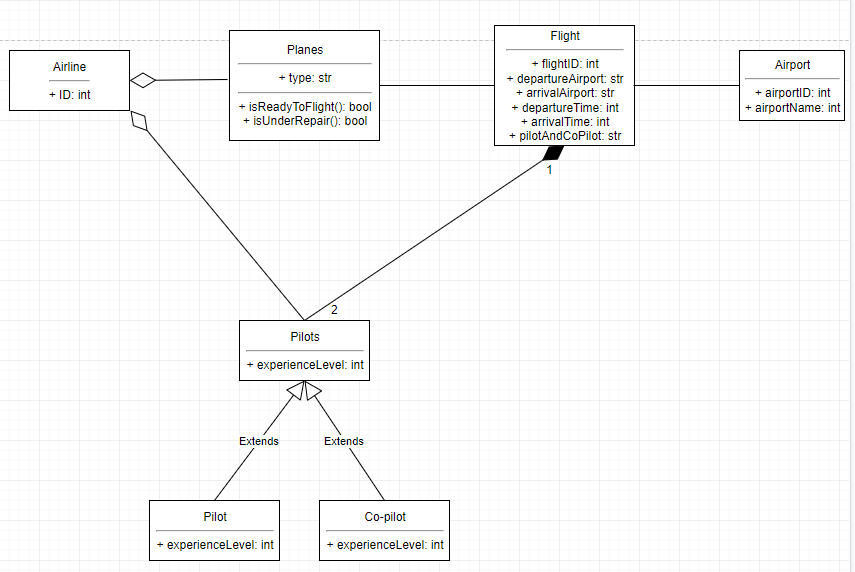 Airline
+ ID: int
Planes
+ type: str
+ isReadyToFlight(): bool
+ isUnderRepair(): bool
Flight
+ flightID: int
+ departureAirport: str
+ arrivalAirport: str
+ departureTime: int
+ arrivalTime: int
+ pilotAndCoPilot: str
Airport
+ airportID: int
+ airportName: int
1
2
Pilots
+ experienceLevel: int
Extends
Extends
Pilot
+ experienceLevel: int
Co-pilot
+ experienceLevel: int